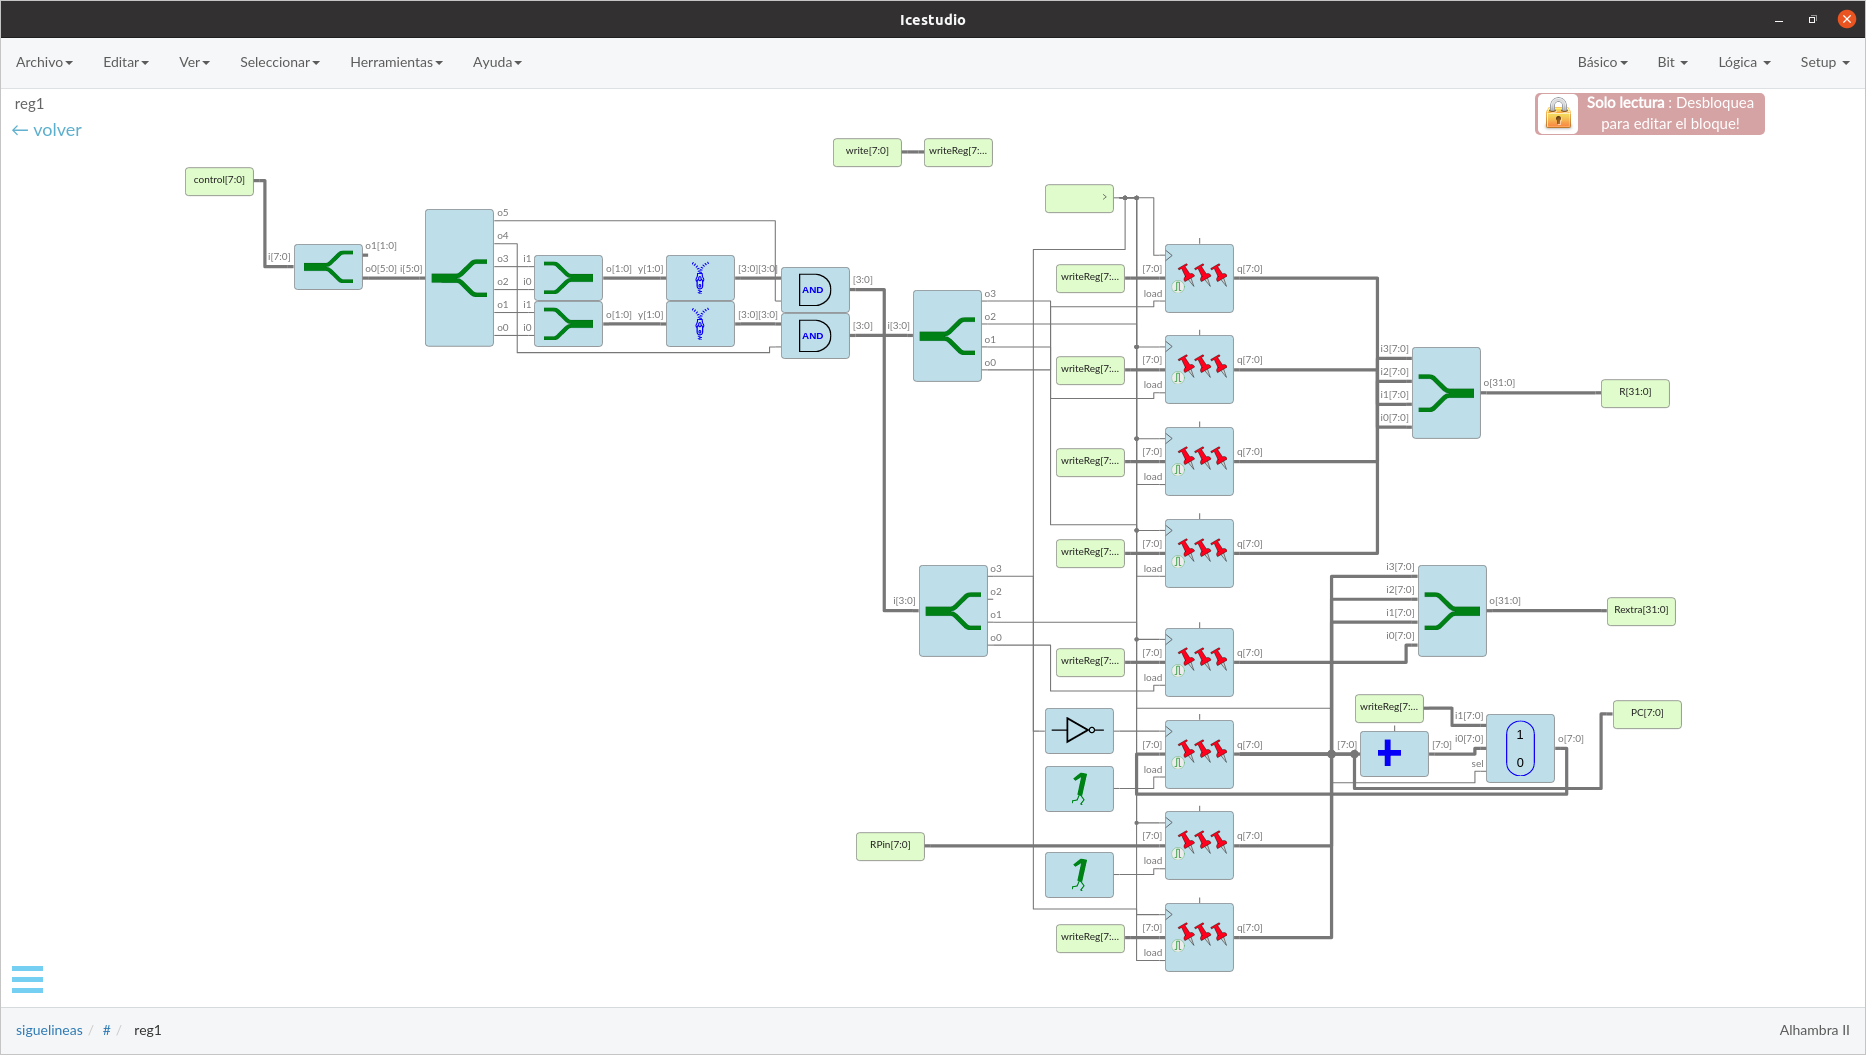 Icestudio
Archivo Editar Ver Seleccionar Herramientas Ayuda Básico Bit Lógica Setup
reg1
← volver
Solo lectura : Desbloquea
para editar el bloque!
write[7:0] writeReg[7:...
control[7:0]
i[7:0] o1[1:0]
o0[5:0] i[5:0]
o5
o4
o3 i1 o[1:0] y[1:0] [3:0][3:0]
o2 i0
o1 i1 o[1:0] y[1:0] [3:0][3:0]
o0 i0
AND [3:0]
AND [3:0] i[3:0]
o3
o2
o1
o0
writeReg[7:... [7:0] q[7:0]
load
writeReg[7:... [7:0] q[7:0]
load
writeReg[7:... [7:0] q[7:0]
load
writeReg[7:... [7:0] q[7:0]
load
i3[7:0]
i2[7:0]
i1[7:0]
i0[7:0]
o[31:0] R[31:0]
i[3:0]
o3
o2
o1
o0
i3[7:0]
i2[7:0]
i1[7:0]
i0[7:0]
o[31:0] Rextra[31:0]
writeReg[7:... [7:0] q[7:0]
load
[7:0] q[7:0]
load
writeReg[7:...
[7:0] [7:0]
i1[7:0]
i0[7:0]
sel
1
0
o[7:0]
PC[7:0]
RPin[7:0] [7:0] q[7:0]
load
writeReg[7:... [7:0] q[7:0]
load
siguelineas / # / reg1 Alhambra II